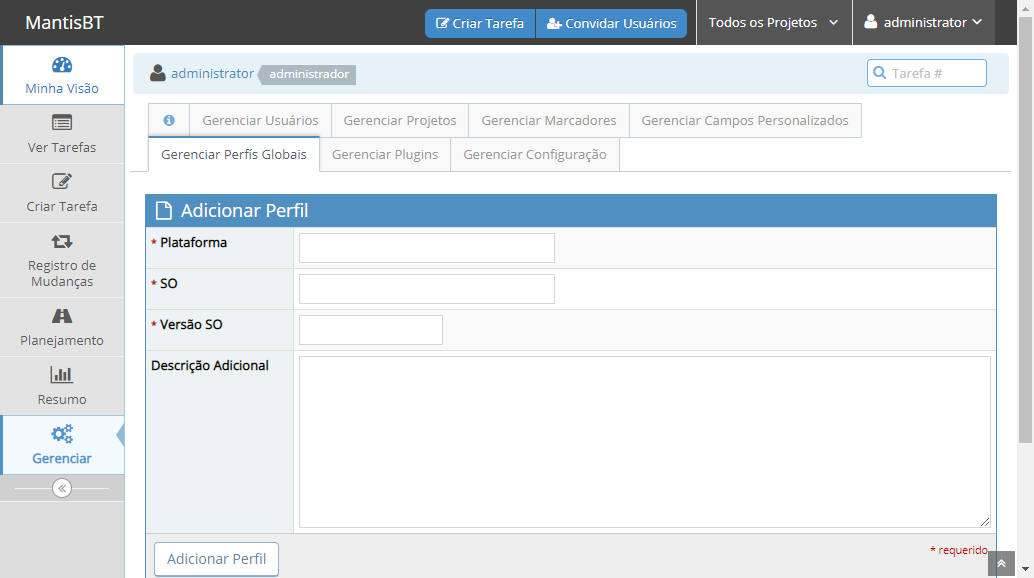 MantisBT
Criar Tarefa
Convidar Usuários
Todos os Projetos
administrator
administrator
administrador
Tarefa #
Minha Visão
Ver Tarefas
Criar Tarefa
Registro de
Mudanças
Planejamento
Resumo
Gerenciar
Gerenciar Usuários
Gerenciar Projetos
Gerenciar Marcadores
Gerenciar Campos Personalizados
Gerenciar Perfís Globais
Gerenciar Plugins
Gerenciar Configuração
Adicionar Perfil
* Plataforma
* SO
* Versão SO
Descrição Adicional
Adicionar Perfil
* requerido